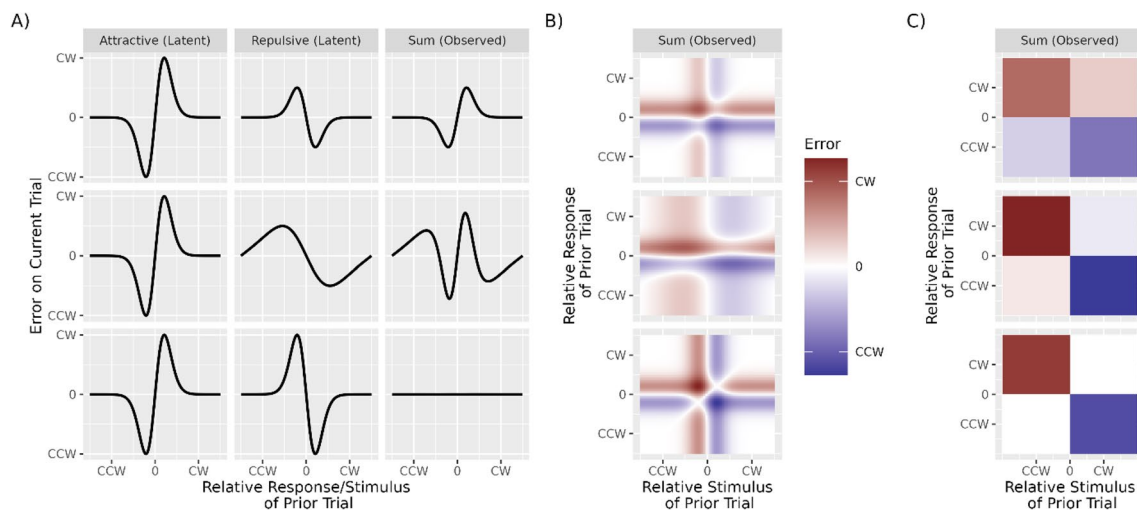 A)
B)
C)
Attractive (Latent)
Repulsive (Latent)
Sum (Observed)
Sum (Observed)
Sum (Observed)
Error on Current Trial
CW
0
CCW
CW
0
CCW
CW
0
CCW
CCW
0
CW
CCW
0
CW
CCW
0
CW
Relative Response/Stimulus
of Prior Trial
Relative Response
of Prior Trial
CW
0
CCW
CW
0
CCW
CW
0
CCW
CCW
0
CW
Relative Stimulus
of Prior Trial
Error
CW
0
CCW
Relative Response
of Prior Trial
CW
0
CCW
CW
0
CCW
CW
0
CCW
CCW
0
CW
Relative Stimulus
of Prior Trial